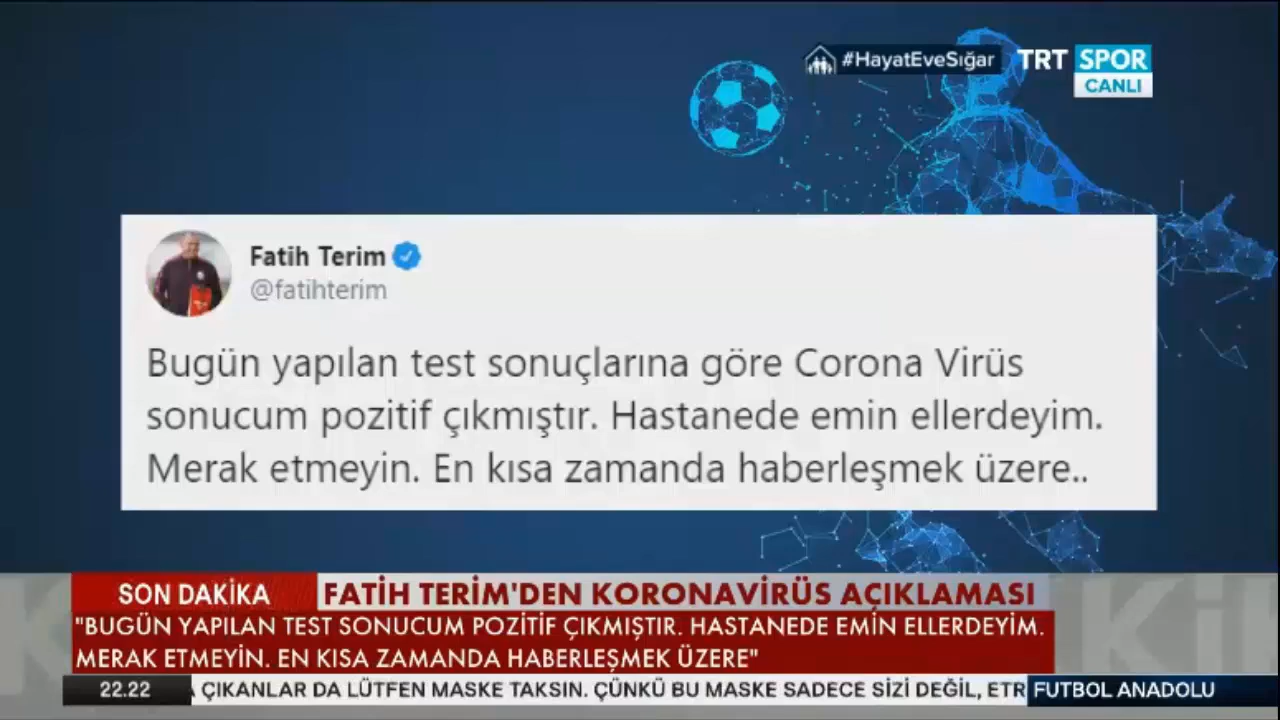 #HayatEveSığar
TRT SPOR
CANLI
Fatih Terim
@fatihterim
Bugün yapılan test sonuçlarına göre Corona Virüs
sonucum pozitif çıkmıştır. Hastanede emin ellerdeyim.
Merak etmeyin. En kısa zamanda haberleşmek üzere..
SON DAKİKA
FATİH TERİM'DEN KORONAVİRÜS AÇIKLAMASI
"BUGÜN YAPILAN TEST SONUCUM POZİTİF ÇIKMIŞTIR. HASTANEDE EMİN ELLERDEYİM.
MERAK ETMEYİN. EN KISA ZAMANDA HABERLEŞMEK ÜZERE"
22.22
ÇIKANLAR DA LÜTFEN MASKE TAKSIN. ÇÜNKÜ BU MASKE SADECE SİZİ DEĞİL, ETR
FUTBOL ANADOLU